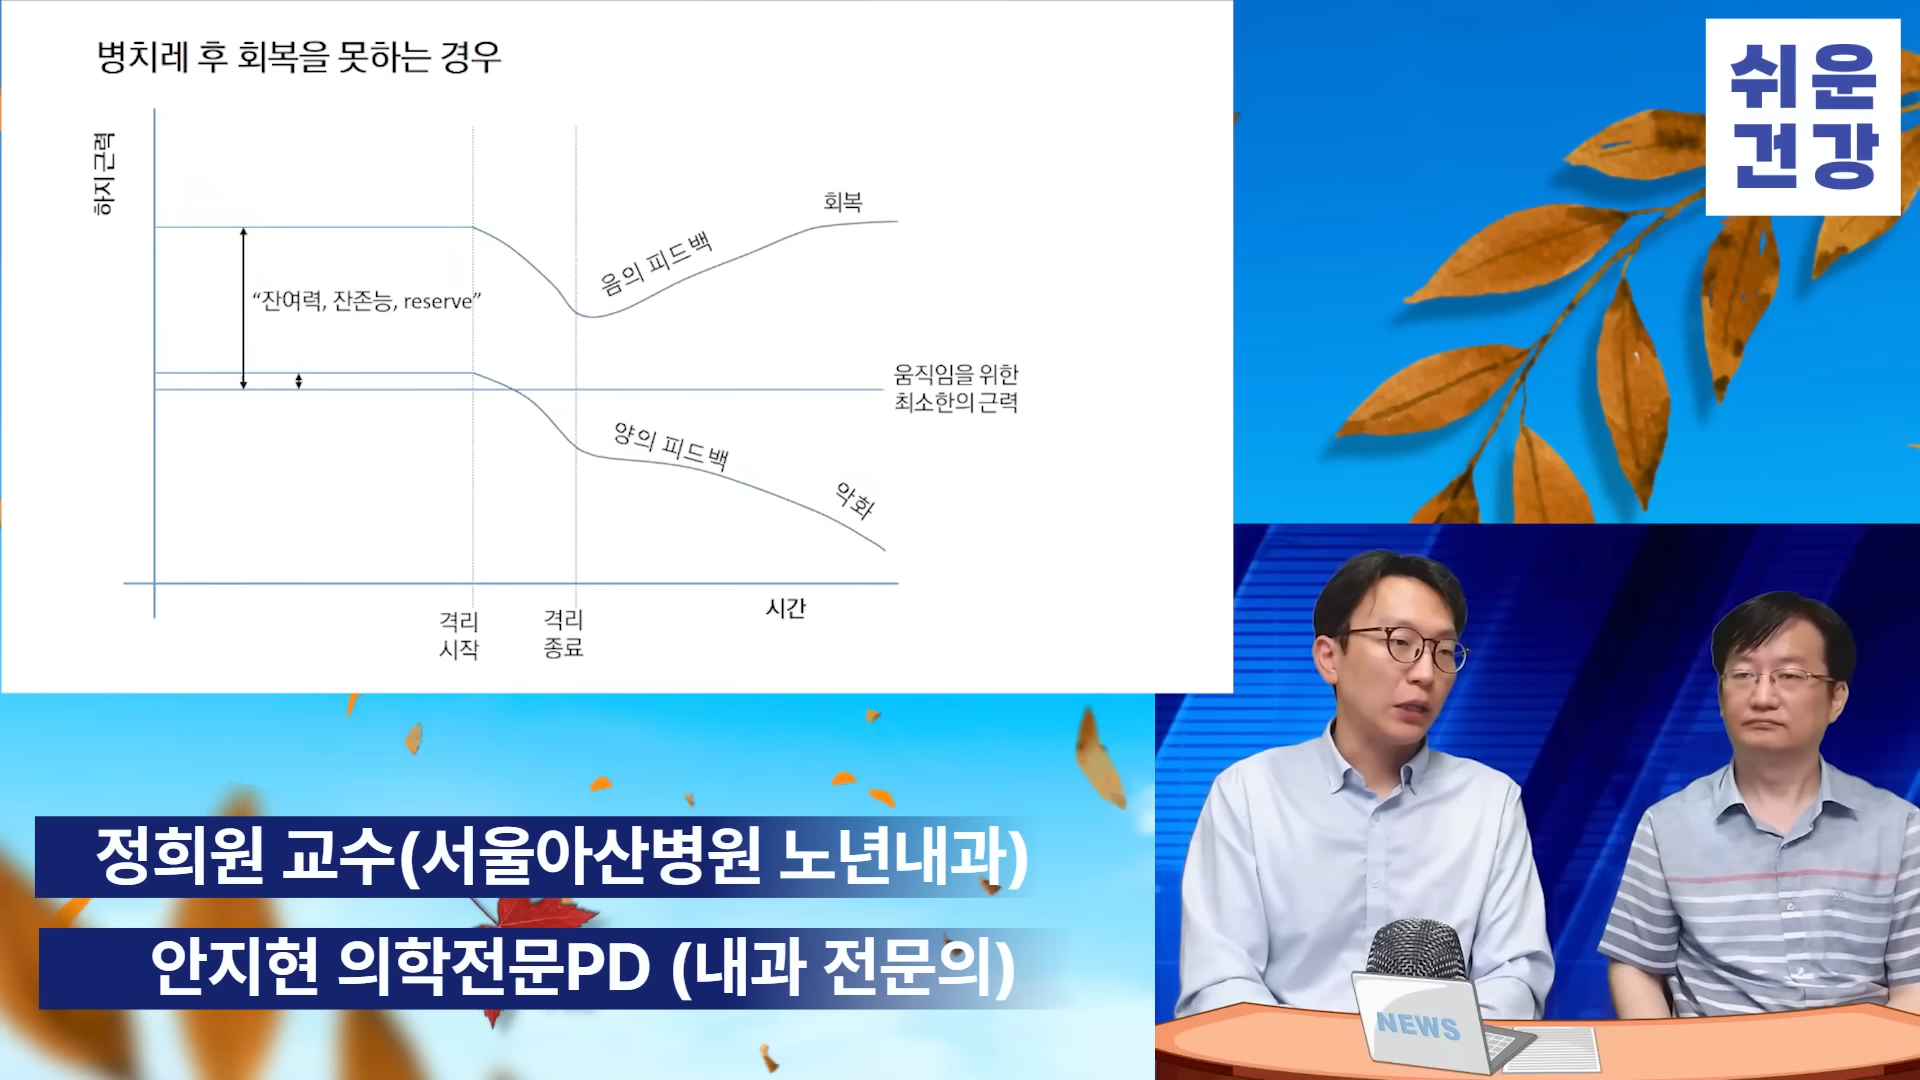 병치레 후 회복을 못하는 경우
하지 근력
회복
음의 피드백
“잔여력, 잔존능, reserve”
움직임을 위한
최소한의 근력
양의 피드백
악화
시간
격리
시작
격리
종료
쉬운
건강
정희원 교수(서울아산병원 노년내과)
안지현 의학전문PD (내과 전문의)
NEWS